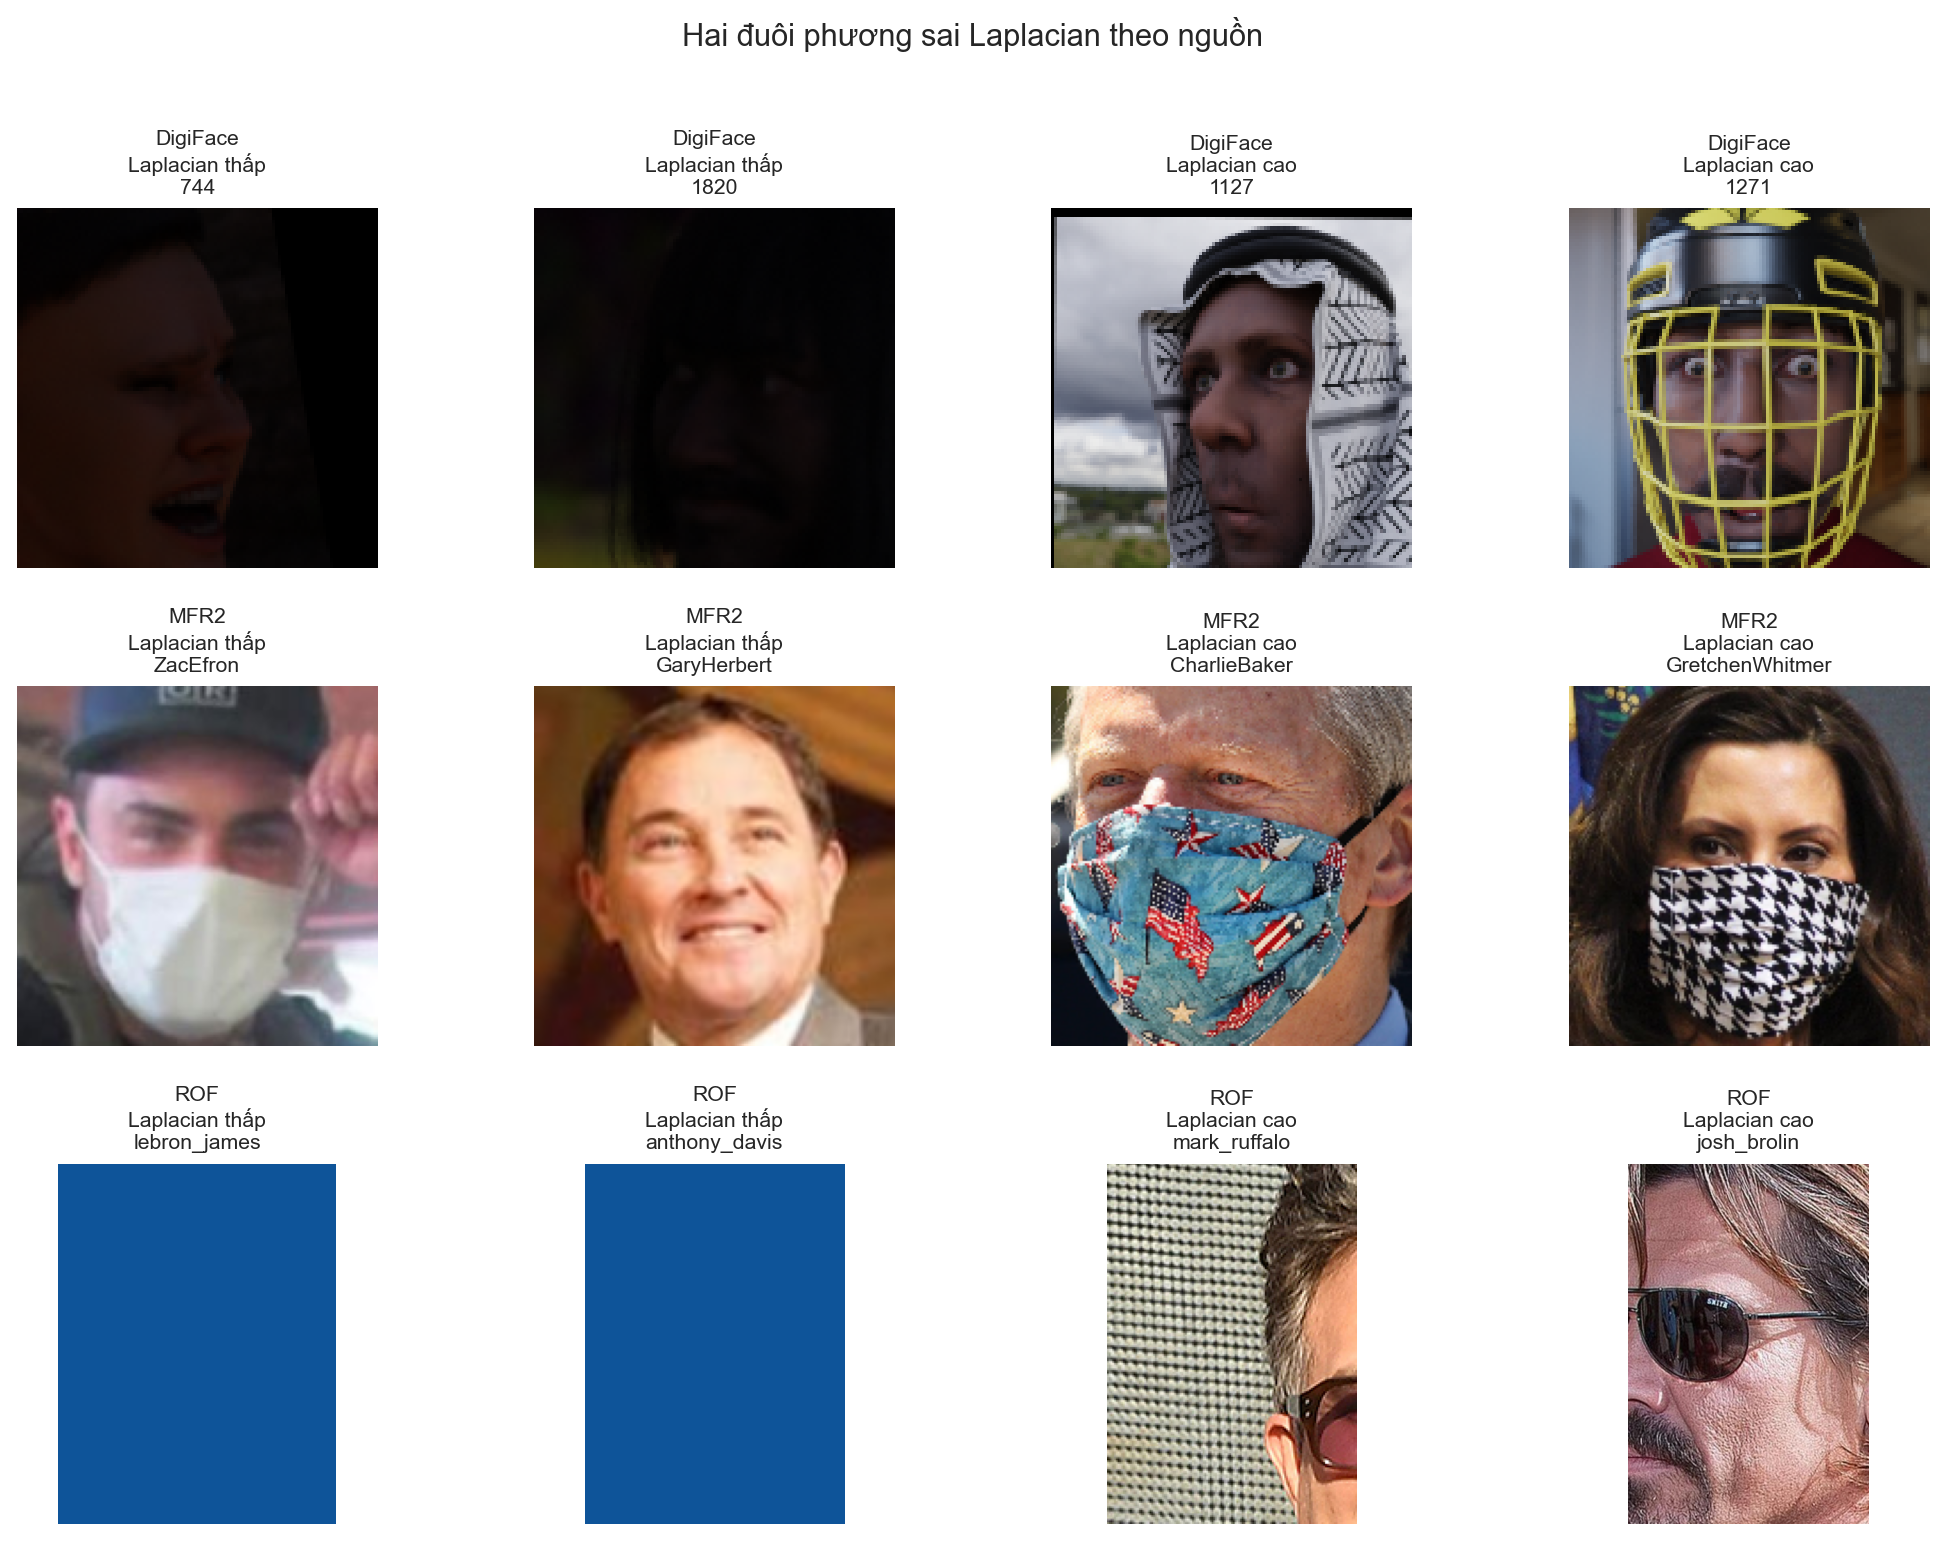 Hai đuôi phương sai Laplacian theo nguồn
DigiFace
Laplacian thấp
744
DigiFace
Laplacian thấp
1820
DigiFace
Laplacian cao
1127
DigiFace
Laplacian cao
1271
MFR2
Laplacian thấp
ZacEfron
MFR2
Laplacian thấp
GaryHerbert
MFR2
Laplacian cao
CharlieBaker
MFR2
Laplacian cao
GretchenWhitmer
ROF
Laplacian thấp
lebron_james
ROF
Laplacian thấp
anthony_davis
ROF
Laplacian cao
mark_ruffalo
ROF
Laplacian cao
josh_brolin
SMITH